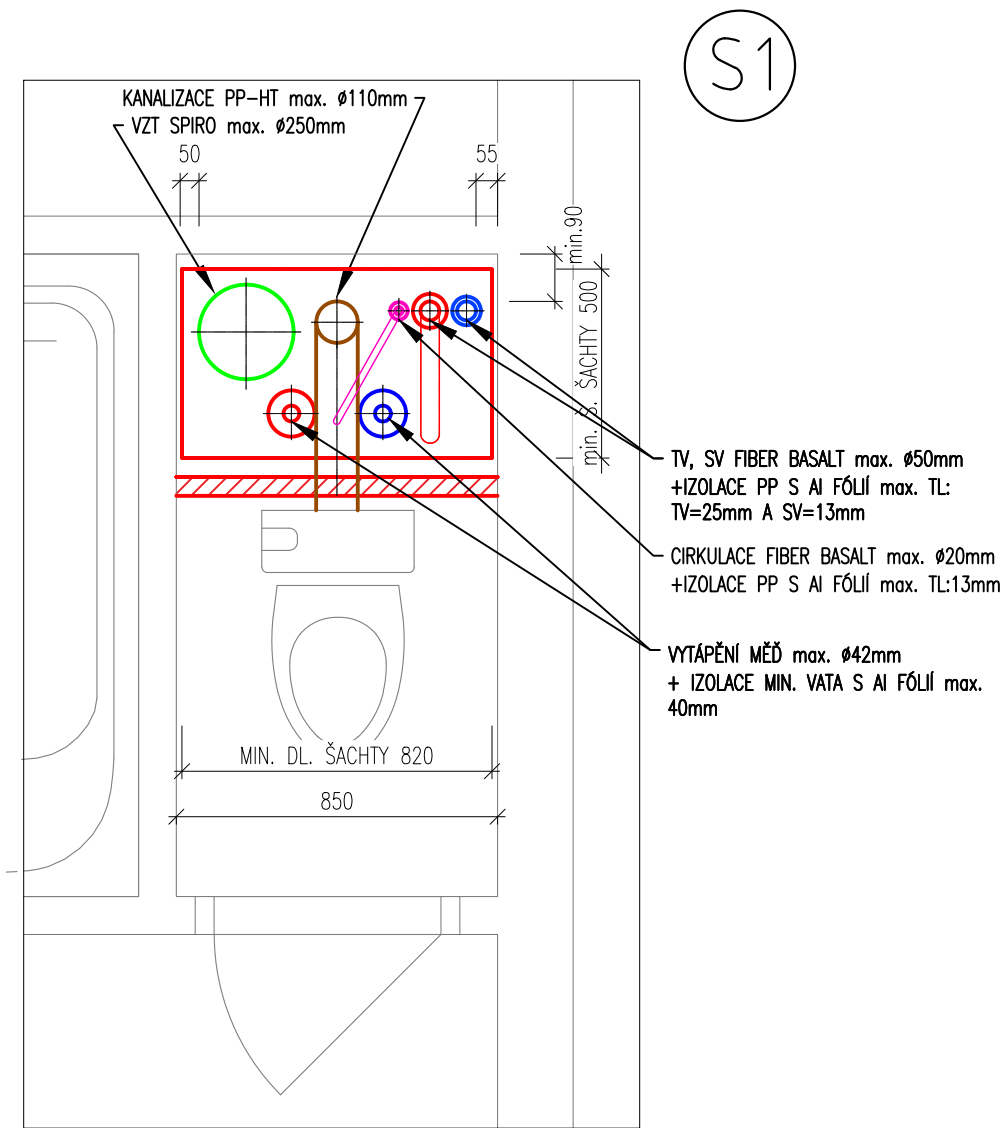 S1
KANALIZACE PP-HT max. ø110mm
VZT SPIRO max. ø250mm
50
55
min.90
min. Š. ŠACHTY 500
TV, SV FIBER BASALT max. ø50mm
+IZOLACE PP S Al FÓLIÍ max. TL:
TV=25mm A SV=13mm
CIRKULACE FIBER BASALT max. ø20mm
+IZOLACE PP S Al FÓLIÍ max. TL:13mm
VYTÁPĚNÍ MĚĎ max. ø42mm
+ IZOLACE MIN. VATA S Al FÓLIÍ max.
40mm
MIN. DL. ŠACHTY 820
850